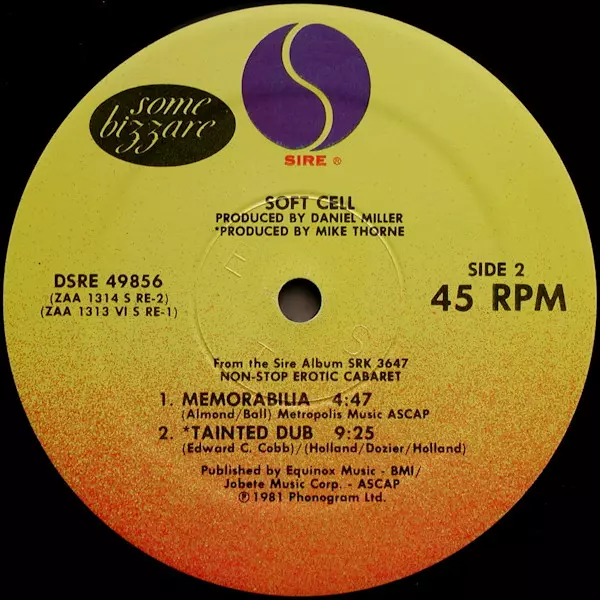 some
bizzare
SIRE ®
SOFT CELL
PRODUCED BY DANIEL MILLER
*PRODUCED BY MIKE THORNE
DSRE 49856
(ZAA 1314 S RE-2)
(ZAA 1313 VI S RE-1)
SIDE 2
45 RPM
From the Sire Album SRK 3647
NON-STOP EROTIC CABARET
1. MEMORABILIA 4:47
(Almond/Ball) Metropolis Music ASCAP
2. *TAINTED DUB 9:25
(Edward C. Cobb)/(Holland/Dozier/Holland)
Published by Equinox Music - BMI/
Jobete Music Corp. - ASCAP
℗ 1981 Phonogram Ltd.